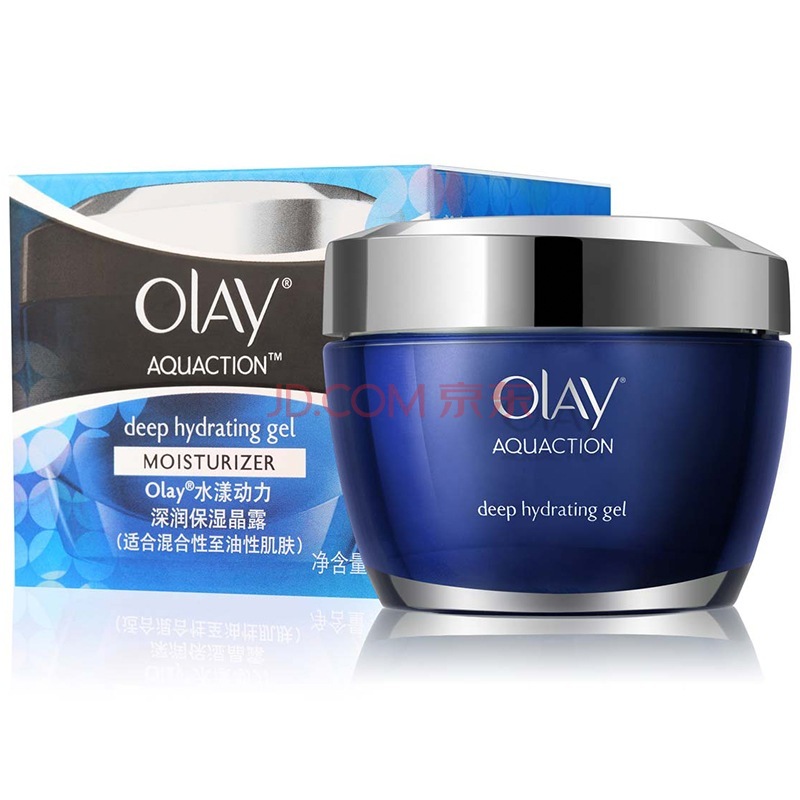 OLAY®
AQUACTION™
deep hydrating gel
MOISTURIZER
Olay®水漾动力
深润保湿晶露
(适合混合性至油性肌肤)
净含量
JD.COM 京东
OLAY®
AQUACTION
deep hydrating gel